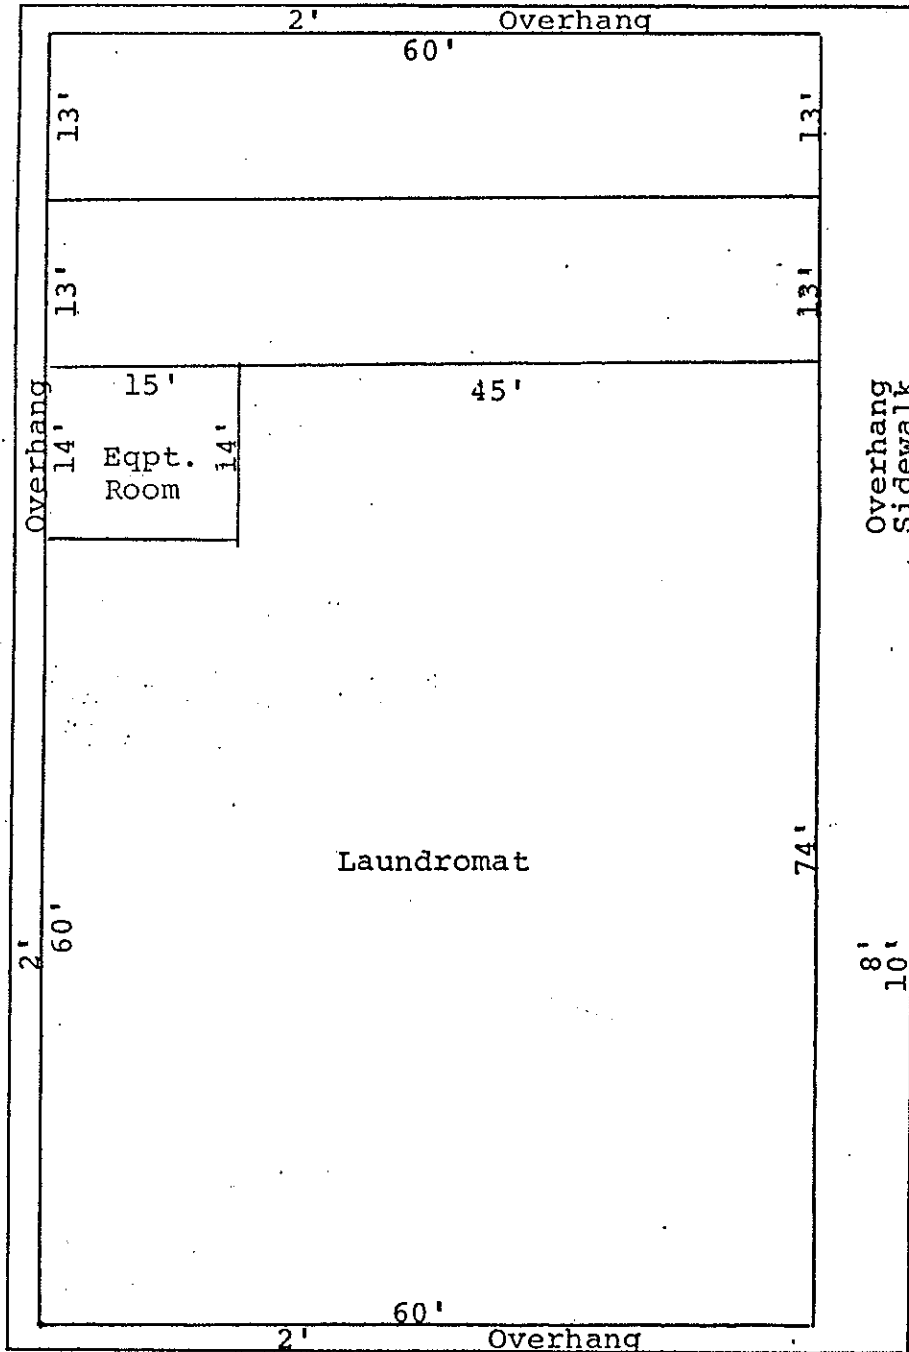 2' Overhang
60'
13' 13'
13' 13'
15' 45'
Overhang
14'
Eqpt.
Room
14'
Overhang
Sidewalk
Laundromat
74'
2'
60'
8'
10'
60'
2' Overhang